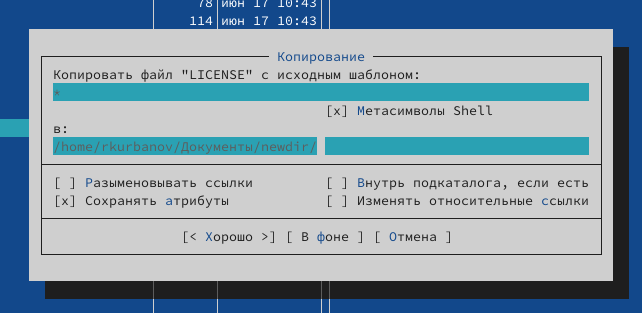 78 июн 17 10:43
114 июн 17 10:43
Копирование
Копировать файл "LICENSE" с исходным шаблоном:
*
[x] Метасимволы Shell
в:
/home/rkurbanov/Документы/newdir/
[ ] Разыменовывать ссылки [ ] Внутрь подкаталога, если есть
[x] Сохранять атрибуты [ ] Изменять относительные ссылки
[< Хорошо >] [ В фоне ] [ Отмена ]